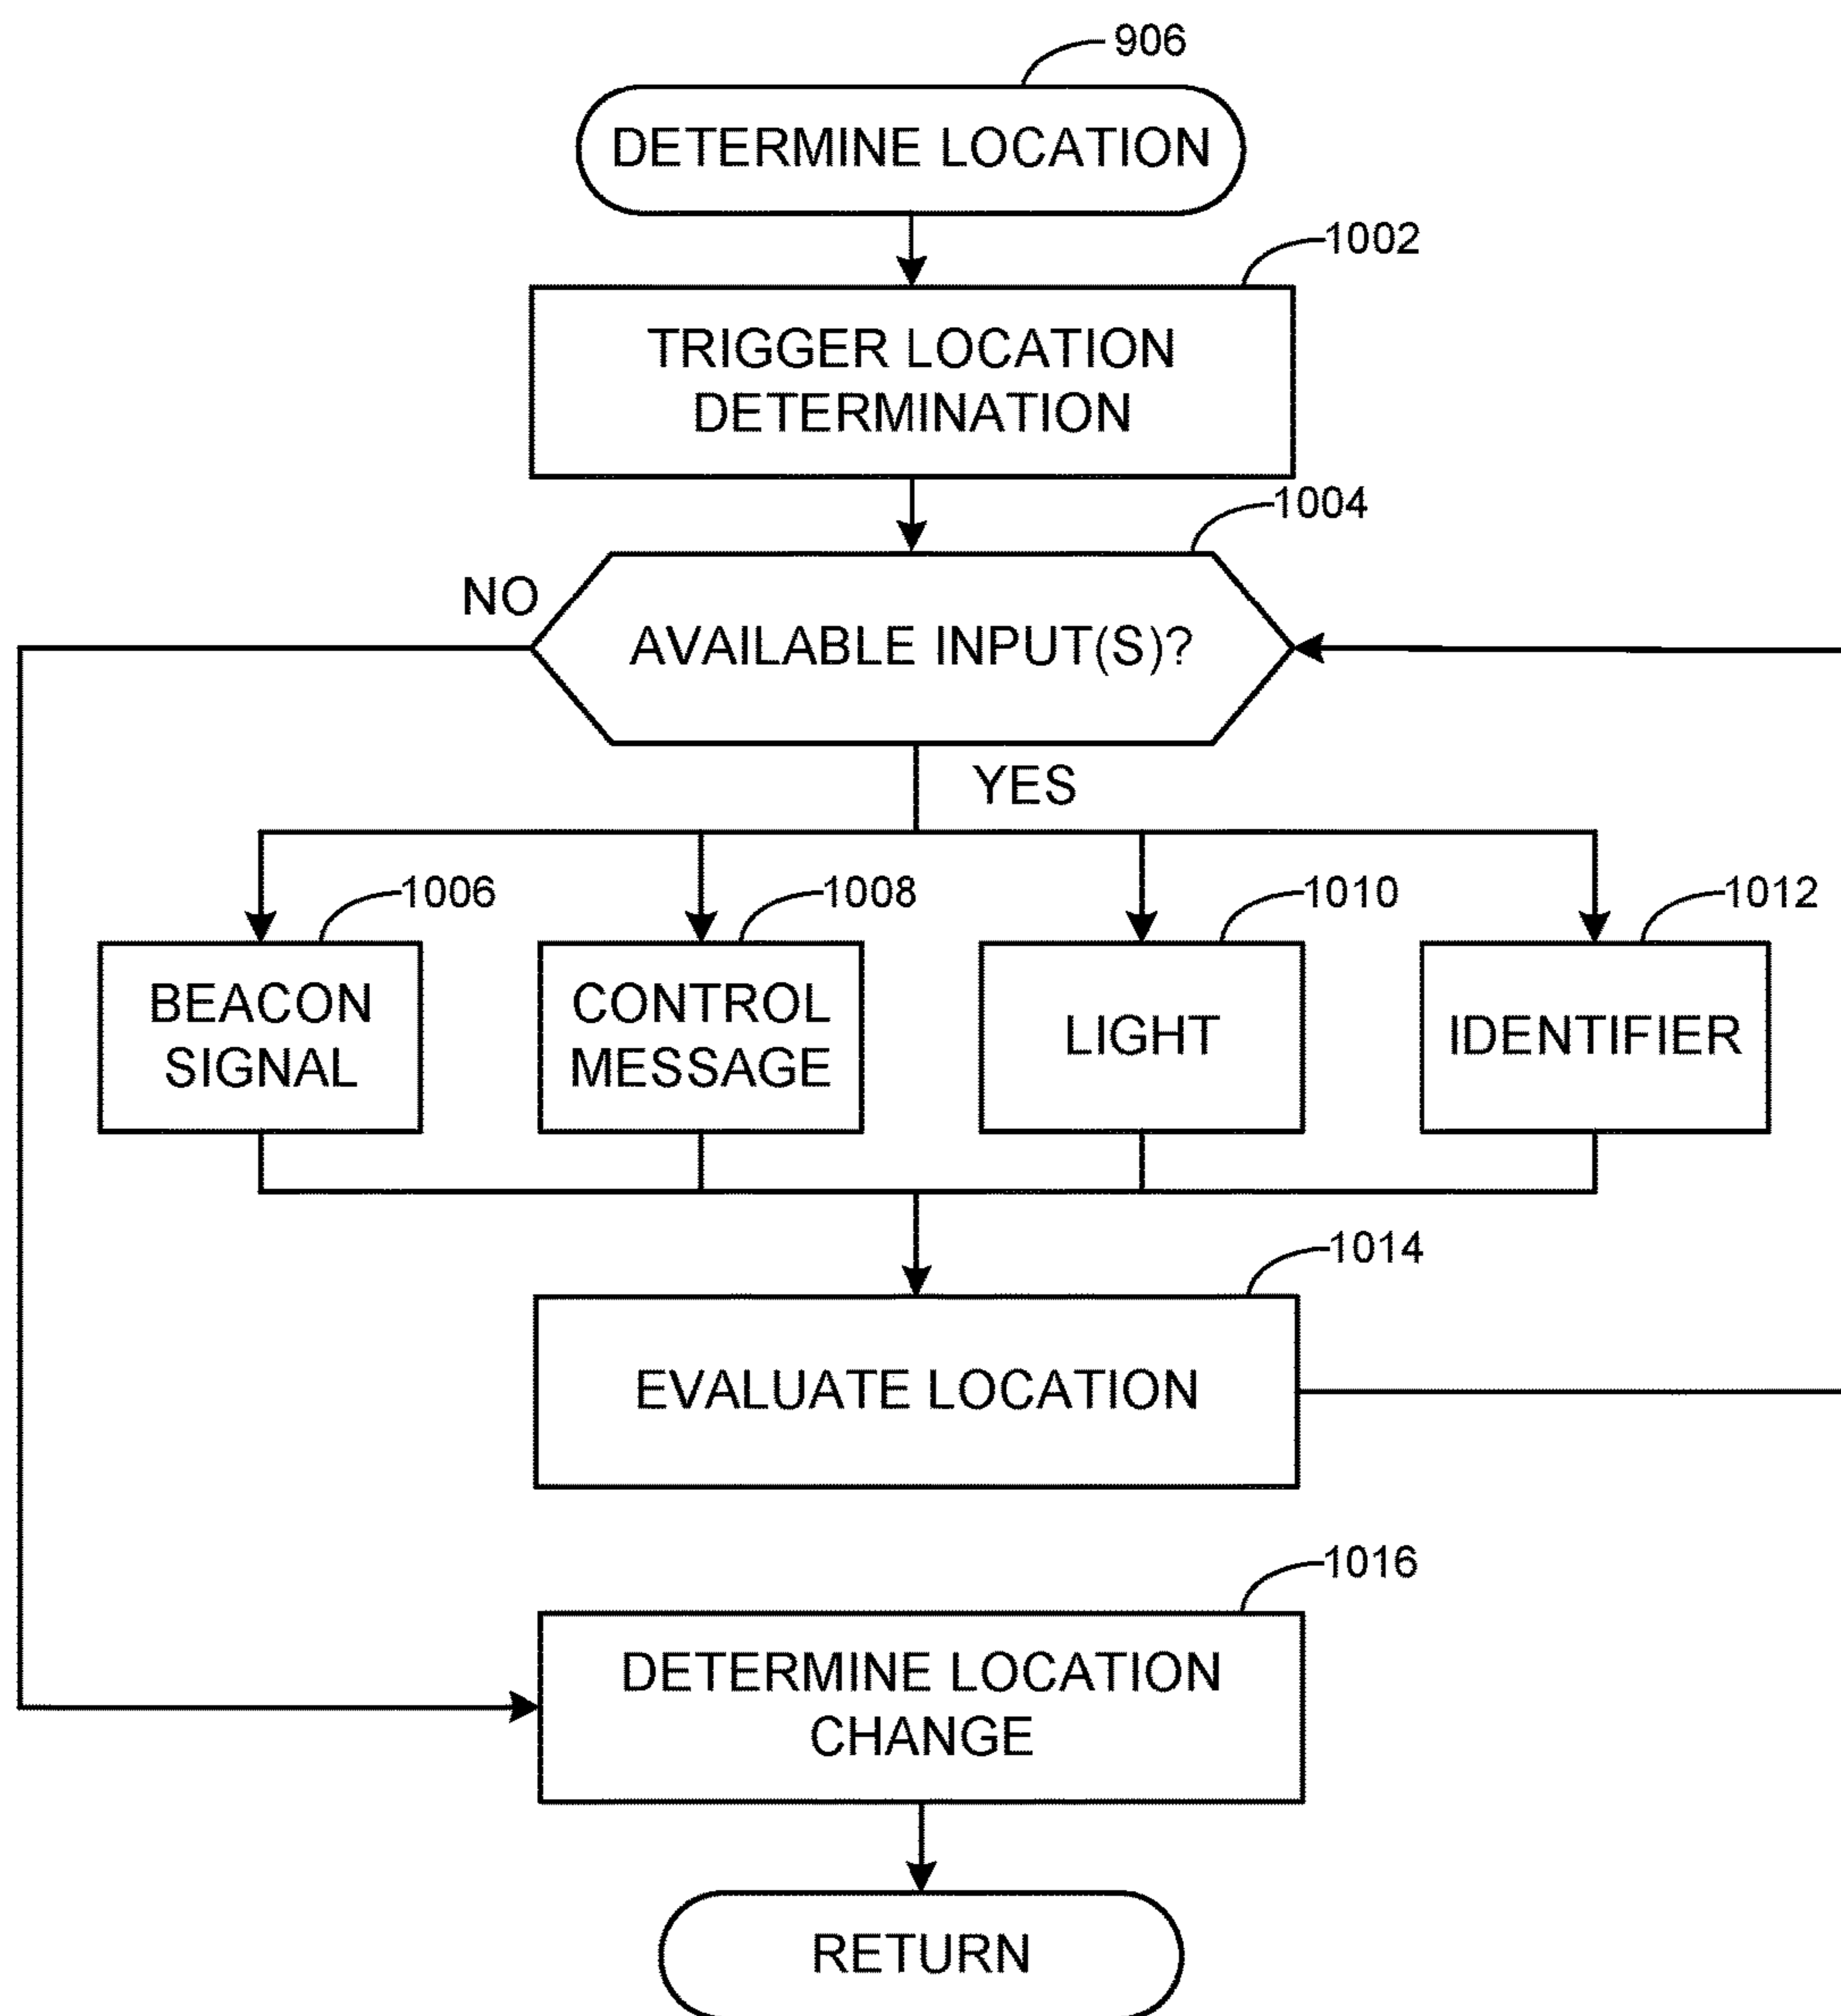 906
DETERMINE LOCATION
1002
TRIGGER LOCATION
DETERMINATION
1004
NO
AVAILABLE INPUT(S)?
YES
1006
1008
1010
1012
BEACON
SIGNAL
CONTROL
MESSAGE
LIGHT
IDENTIFIER
1014
EVALUATE LOCATION
1016
DETERMINE LOCATION
CHANGE
RETURN